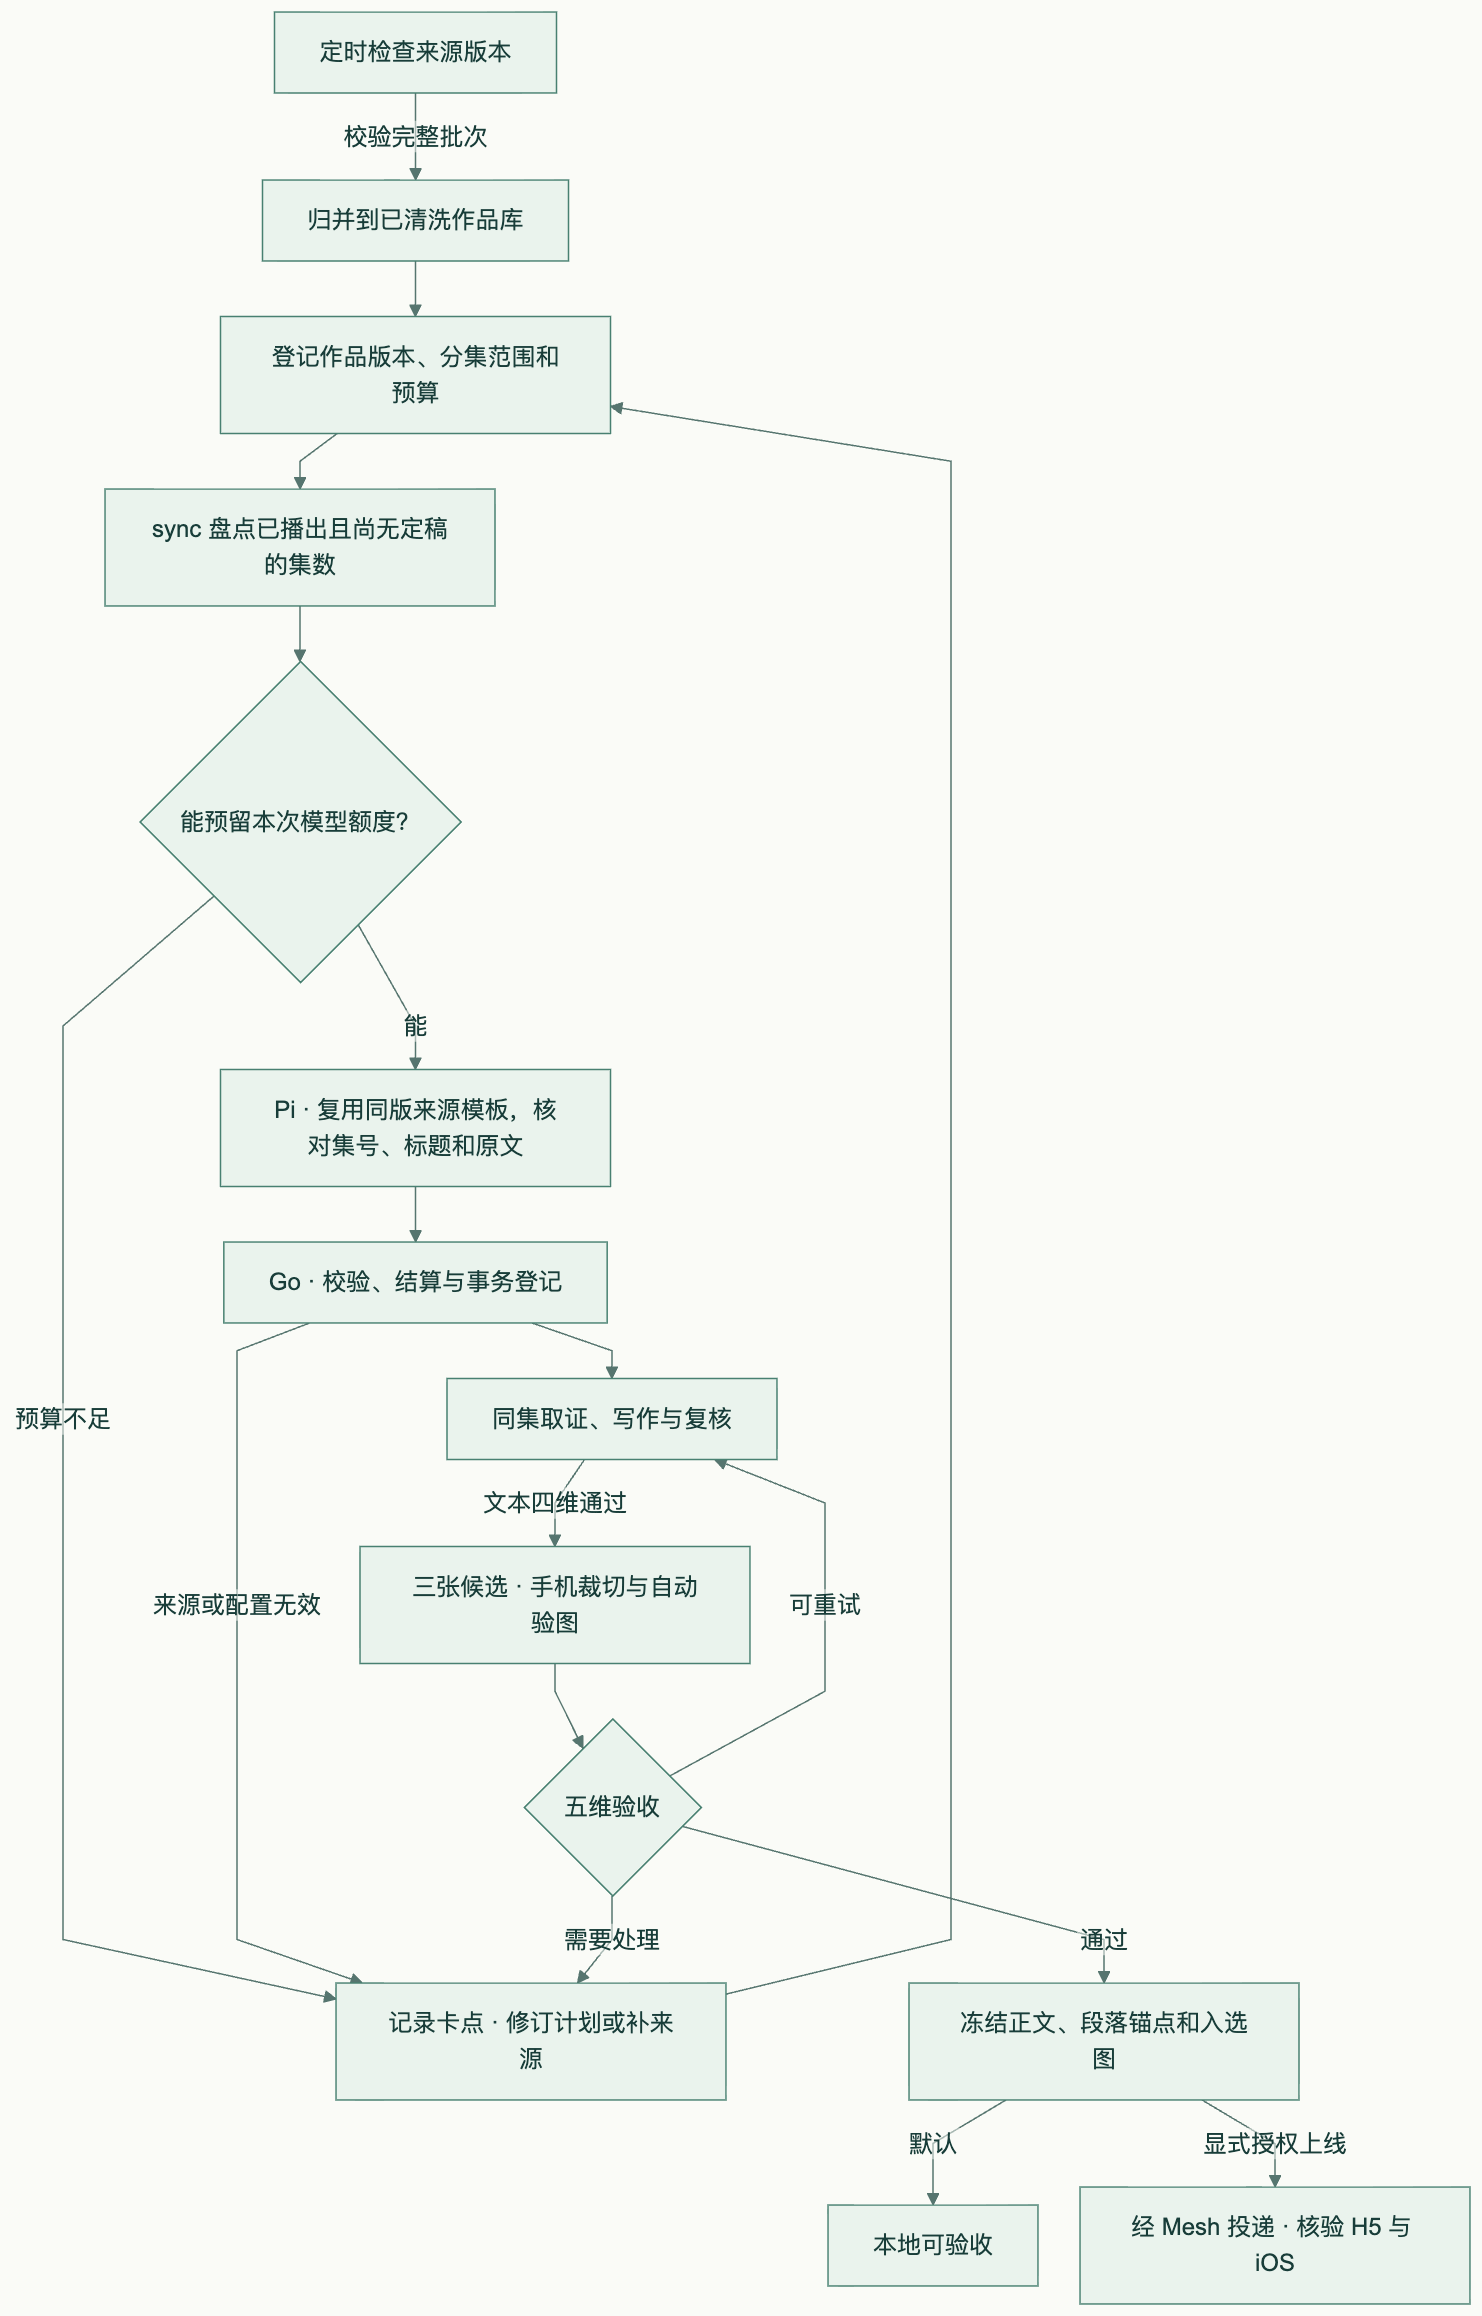 定时检查来源版本
校验完整批次
归并到已清洗作品库
登记作品版本、分集范围和
预算
sync 盘点已播出且尚无定稿
的集数
能预留本次模型额度?
能
Pi · 复用同版来源模板，核
对集号、标题和原文
Go · 校验、结算与事务登记
预算不足
同集取证、写作与复核
文本四维通过
来源或配置无效
三张候选 · 手机裁切与自动
验图
可重试
五维验收
需要处理
通过
记录卡点 · 修订计划或补来
源
冻结正文、段落锚点和入选
图
默认
显式授权上线
本地可验收
经 Mesh 投递 · 核验 H5 与
iOS